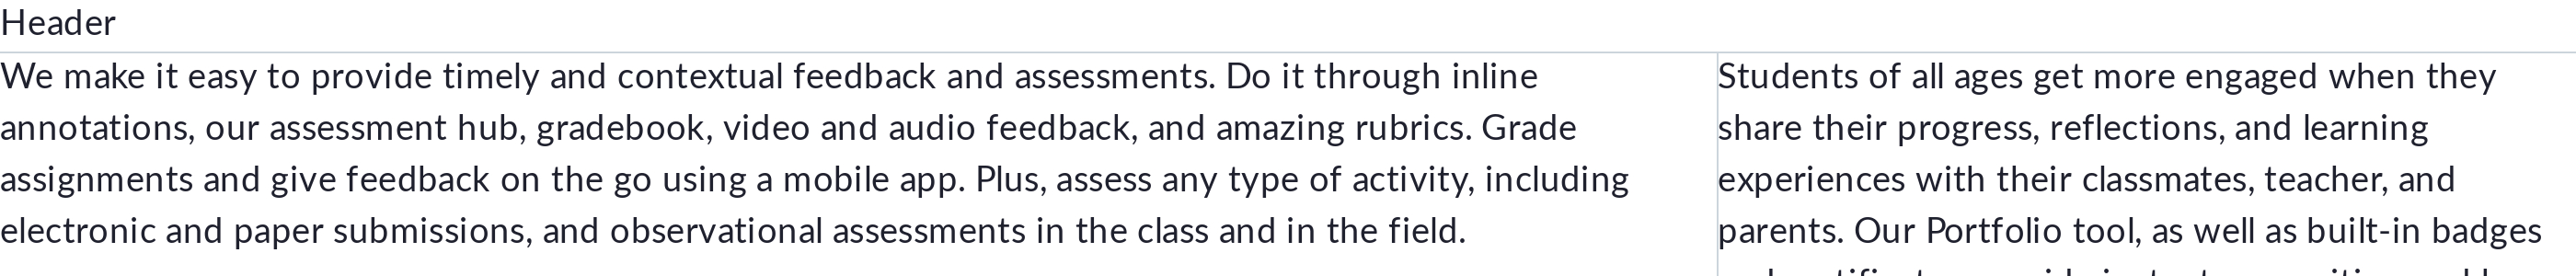 Header
We make it easy to provide timely and contextual feedback and assessments. Do it through inline
annotations, our assessment hub, gradebook, video and audio feedback, and amazing rubrics. Grade
assignments and give feedback on the go using a mobile app. Plus, assess any type of activity, including
electronic and paper submissions, and observational assessments in the class and in the field.
Students of all ages get more engaged when they
share their progress, reflections, and learning
experiences with their classmates, teacher, and
parents. Our Portfolio tool, as well as built-in badges